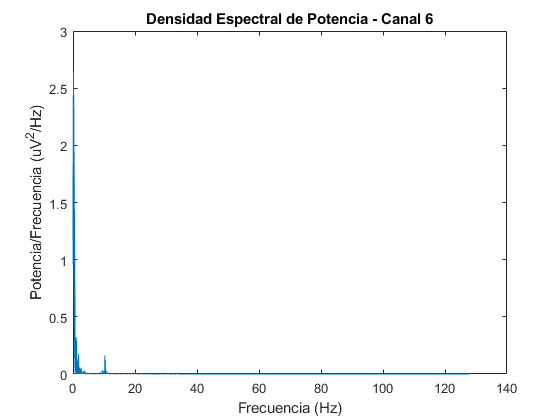 Densidad Espectral de Potencia - Canal 6
Potencia/Frecuencia (uV²/Hz)
3
2.5
2
1.5
1
0.5
0
0 20 40 60 80 100 120 140
Frecuencia (Hz)